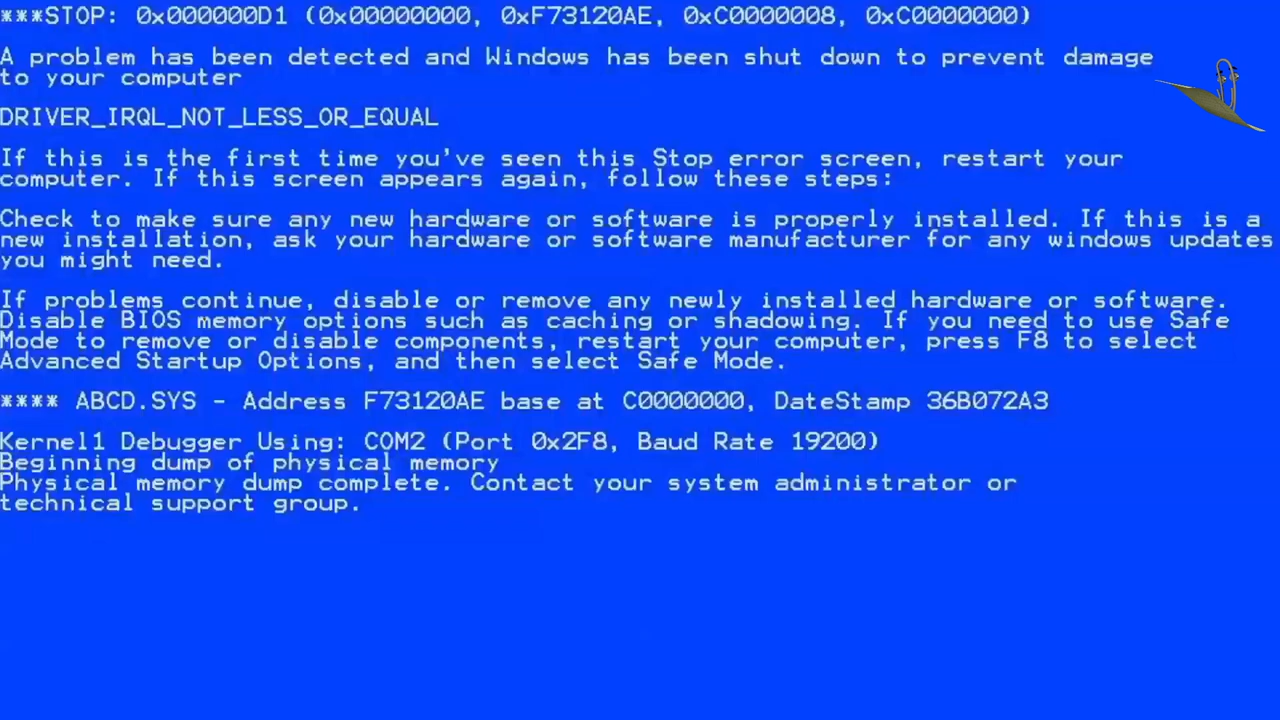 ***STOP: 0x000000D1 (0x00000000, 0xF73120AE, 0xC0000008, 0xC0000000)
A problem has been detected and Windows has been shut down to prevent damage
to your computer
DRIVER_IRQL_NOT_LESS_OR_EQUAL
If this is the first time you've seen this Stop error screen, restart your
computer. If this screen appears again, follow these steps:
Check to make sure any new hardware or software is properly installed. If this is a
new installation, ask your hardware or software manufacturer for any windows updates
you might need.
If problems continue, disable or remove any newly installed hardware or software.
Disable BIOS memory options such as caching or shadowing. If you need to use Safe
Mode to remove or disable components, restart your computer, press F8 to select
Advanced Startup Options, and then select Safe Mode.
**** ABCD.SYS - Address F73120AE base at C0000000, DateStamp 36B072A3
Kernel1 Debugger Using: COM2 (Port 0x2F8, Baud Rate 19200)
Beginning dump of physical memory
Physical memory dump complete. Contact your system administrator or
technical support group.